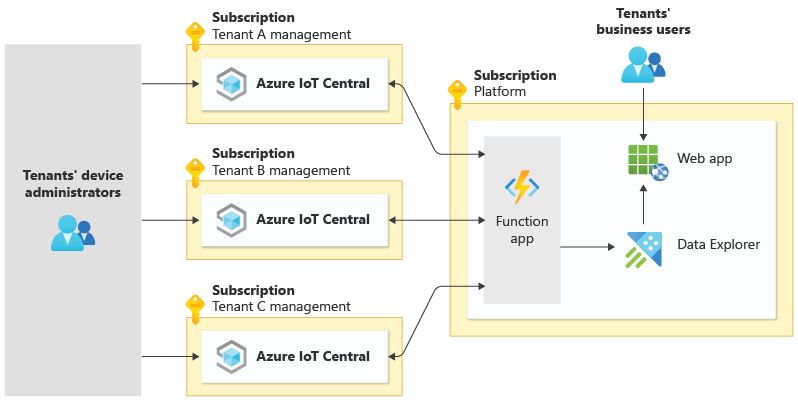 Tenants' device
administrators
Subscription
Tenant A management
Azure IoT Central
Subscription
Tenant B management
Azure IoT Central
Subscription
Tenant C management
Azure IoT Central
Subscription
Platform
Function
app
Tenants'
business users
Web app
Data Explorer